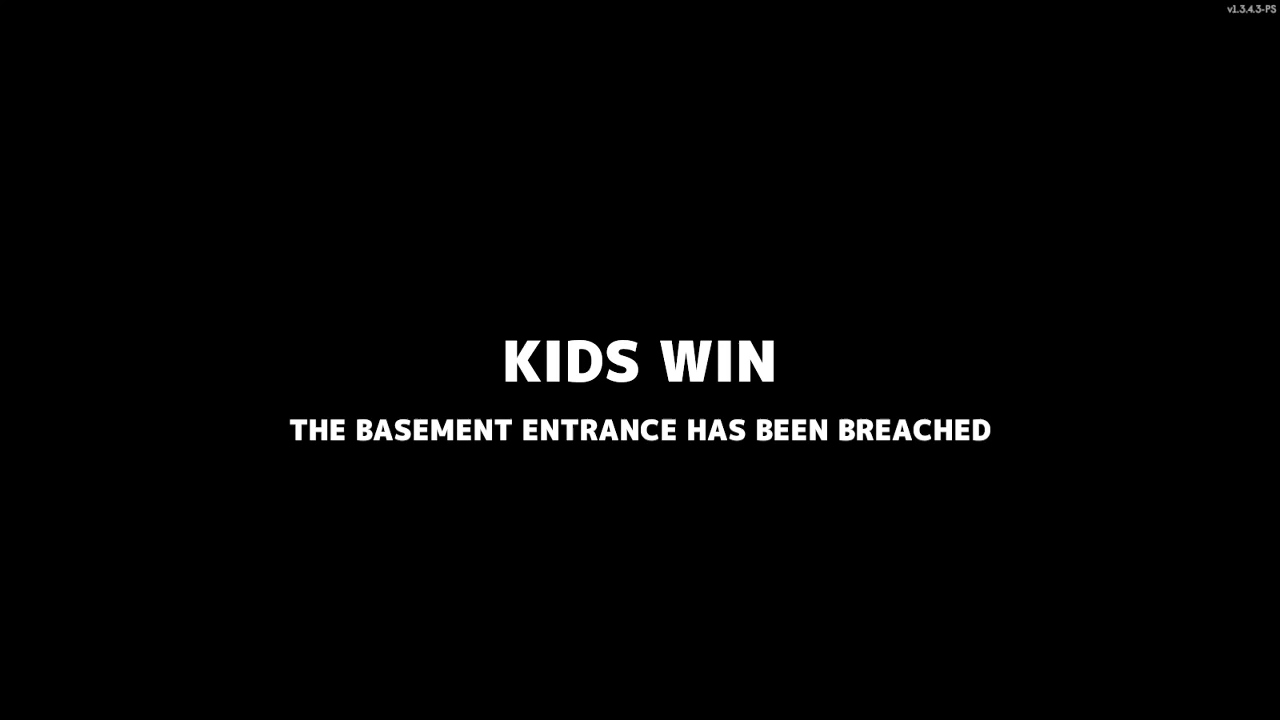 v1.3.4.3-PS
KIDS WIN
THE BASEMENT ENTRANCE HAS BEEN BREACHED